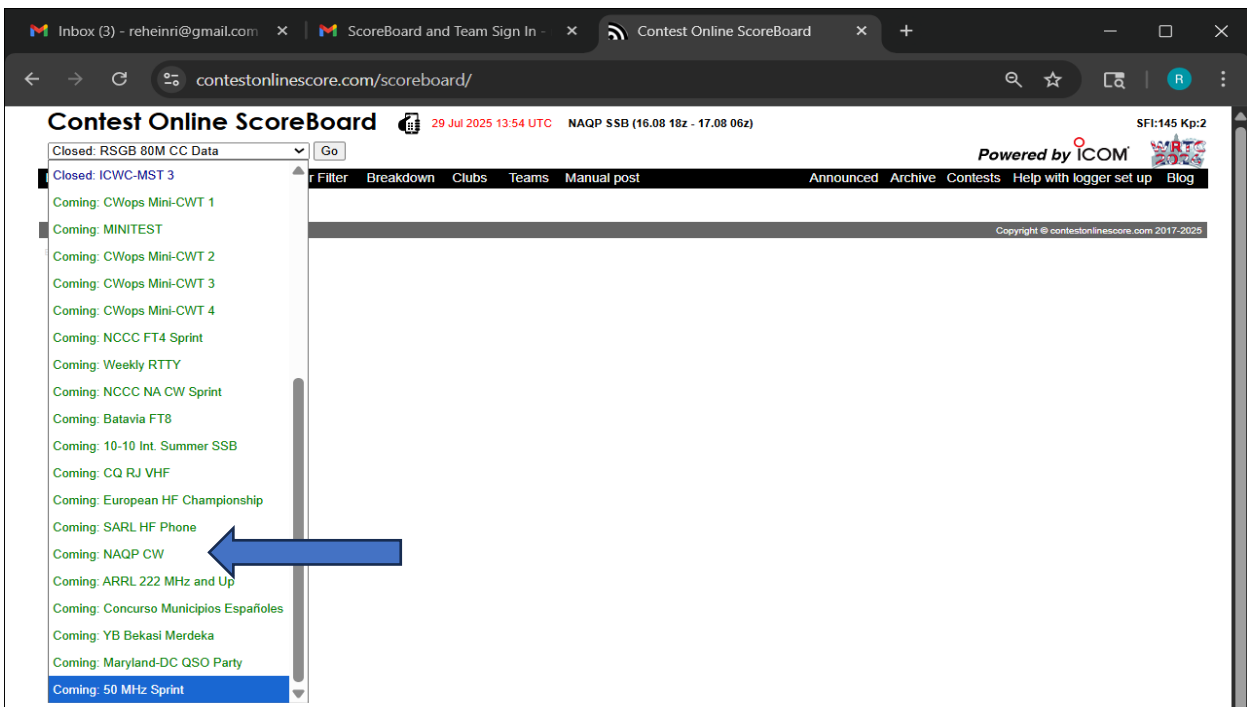 Inbox (3) - reheinri@gmail.com
ScoreBoard and Team Sign In -
Contest Online ScoreBoard
contestonlinescore.com/scoreboard/
R
Contest Online ScoreBoard
29 Jul 2025 13:54 UTC NAQP SSB (16.08 18z - 17.08 06z)
SFI:145 Kp:2
Closed: RSGB 80M CC Data
Go
Powered by ICOM
WRTC 2026
r Filter Breakdown Clubs Teams Manual post Announced Archive Contests Help with logger set up Blog
Copyright © contestonlinescore.com 2017-2025
Closed: ICWC-MST 3
Coming: CWops Mini-CWT 1
Coming: MINITEST
Coming: CWops Mini-CWT 2
Coming: CWops Mini-CWT 3
Coming: CWops Mini-CWT 4
Coming: NCCC FT4 Sprint
Coming: Weekly RTTY
Coming: NCCC NA CW Sprint
Coming: Batavia FT8
Coming: 10-10 Int. Summer SSB
Coming: CQ RJ VHF
Coming: European HF Championship
Coming: SARL HF Phone
Coming: NAQP CW
Coming: ARRL 222 MHz and Up
Coming: Concurso Municipios Españoles
Coming: YB Bekasi Merdeka
Coming: Maryland-DC QSO Party
Coming: 50 MHz Sprint